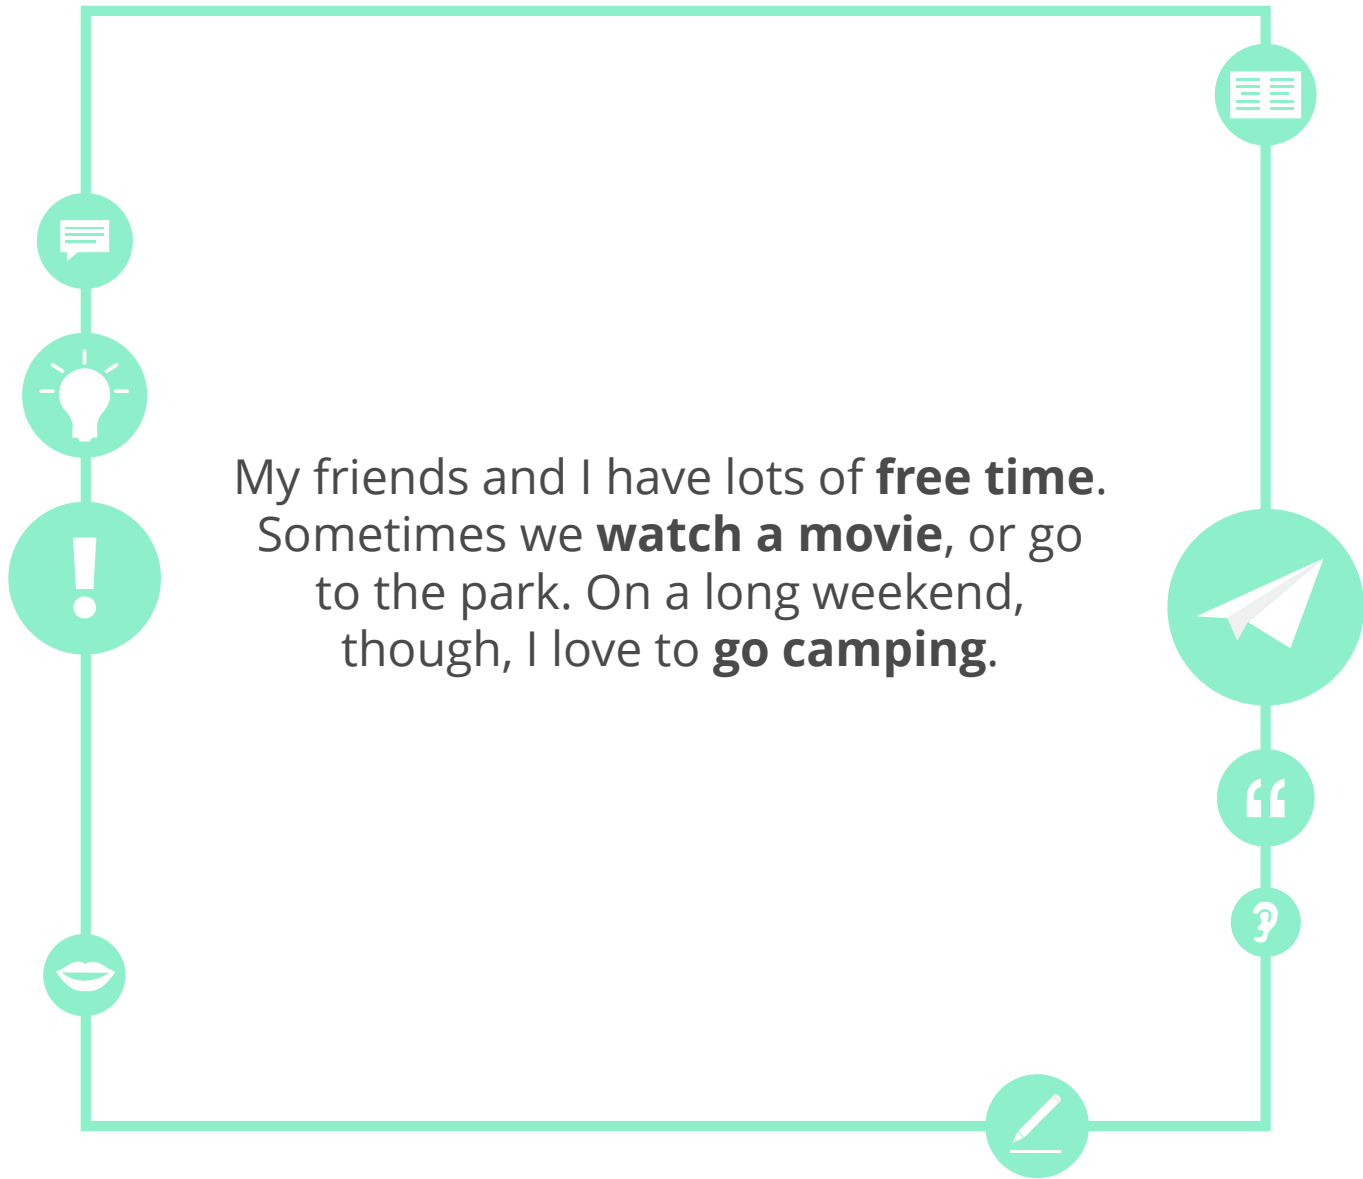 My friends and I have lots of free time.
Sometimes we watch a movie, or go
to the park. On a long weekend,
though, I love to go camping.